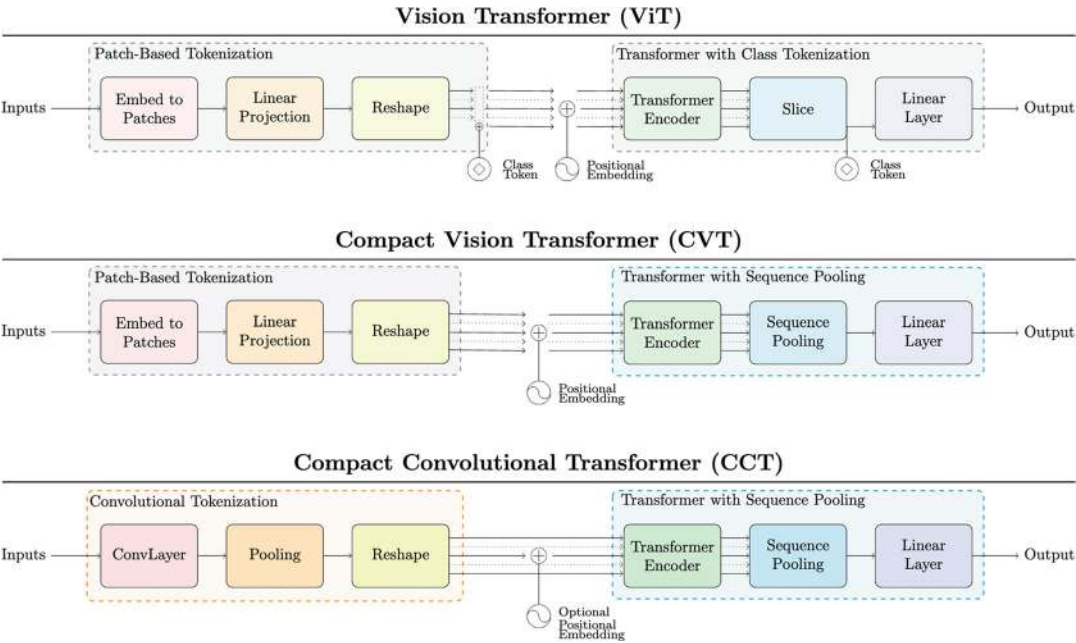 Vision Transformer (ViT)
Patch-Based Tokenization
Transformer with Class Tokenization
Inputs
Embed to
Patches
Linear
Projection
Reshape
Transformer
Encoder
Slice
Linear
Layer
Output
Class
Token
Positional
Embedding
Class
Token
Compact Vision Transformer (CVT)
Patch-Based Tokenization
Transformer with Sequence Pooling
Inputs
Embed to
Patches
Linear
Projection
Reshape
Transformer
Encoder
Sequence
Pooling
Linear
Layer
Output
Positional
Embedding
Compact Convolutional Transformer (CCT)
Convolutional Tokenization
Transformer with Sequence Pooling
Inputs
ConvLayer
Pooling
Reshape
Transformer
Encoder
Sequence
Pooling
Linear
Layer
Output
Optional
Positional
Embedding